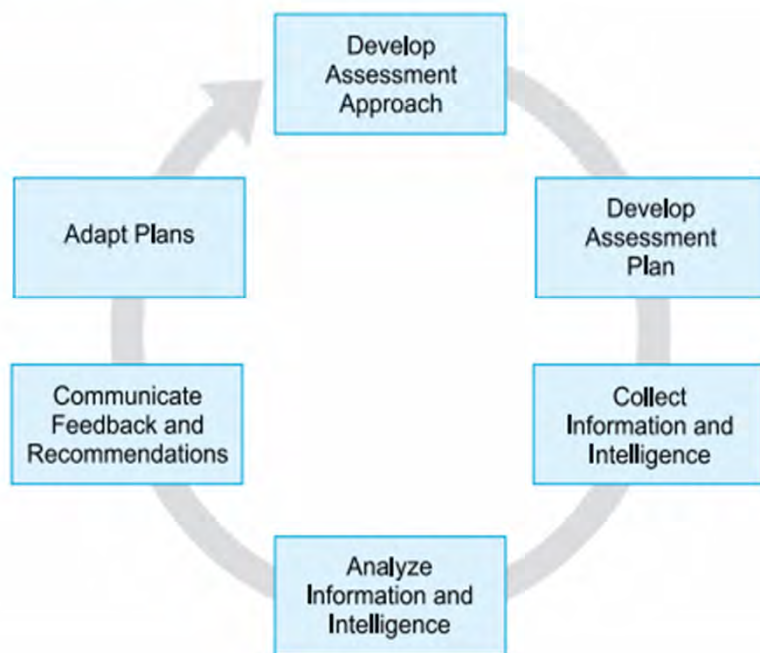 Develop
Assessment
Approach
Develop
Assessment
Plan
Collect
Information and
Intelligence
Analyze
Information and
Intelligence
Communicate
Feedback and
Recommendations
Adapt Plans